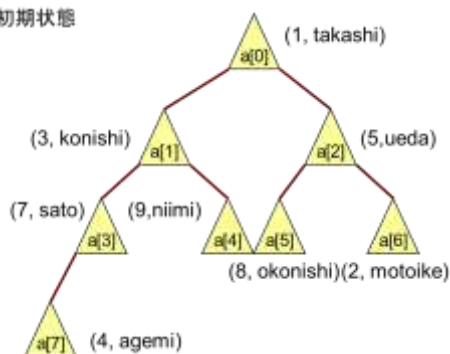 初期状態
(1, takashi)
a[0]
(3, konishi)
a[1]
a[2]
(5,ueda)
(7, sato)
(9,niimi)
a[3]
a[4]
a[5]
a[6]
(8, okonishi)(2, motoike)
a[7]
(4, agemi)